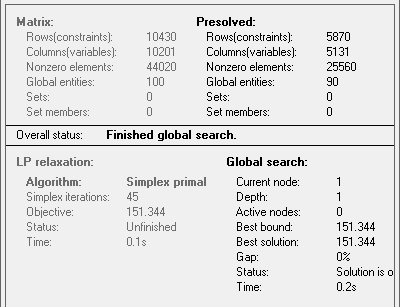 Matrix: Presolved:
Rows(constraints): 10430 Rows(constraints): 5870
Columns(variables): 10201 Columns(variables): 5131
Nonzero elements: 44020 Nonzero elements: 25560
Global entities: 100 Global entities: 90
Sets: 0 Sets: 0
Set members: 0 Set members: 0
Overall status: Finished global search.
LP relaxation: Global search:
Algorithm: Simplex primal Current node: 1
Simplex iterations: 45 Depth: 1
Objective: 151.344 Active nodes: 0
Status: Unfinished Best bound: 151.344
Time: 0.1s Best solution: 151.344
Gap: 0%
Status: Solution is o
Time: 0.2s